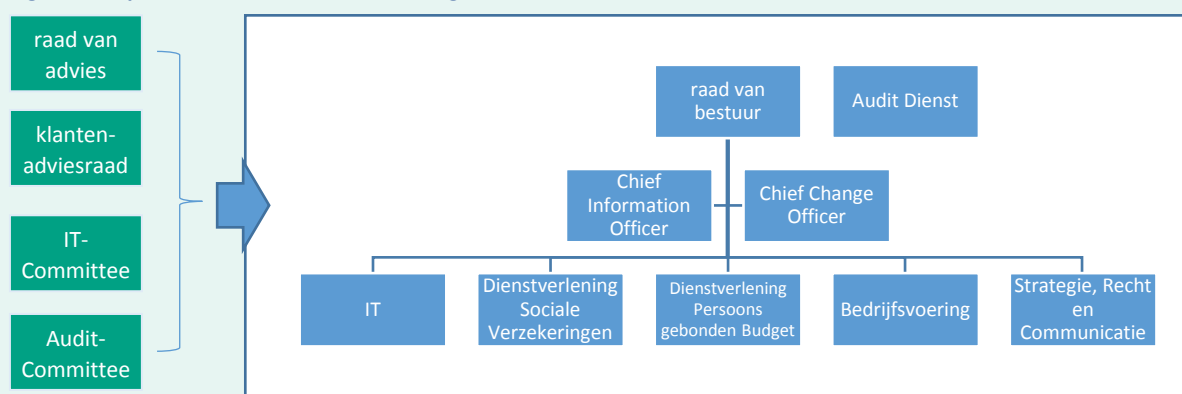 raad van
advies
klanten-
adviesraad
IT-
Committee
Audit-
Committee
raad van
bestuur
Audit Dienst
Chief
Information
Officer
Chief Change
Officer
IT
Dienstverlening
Sociale
Verzekeringen
Dienstverlening
Persoons
gebonden Budget
Bedrijfsvoering
Strategie, Recht
en
Communicatie